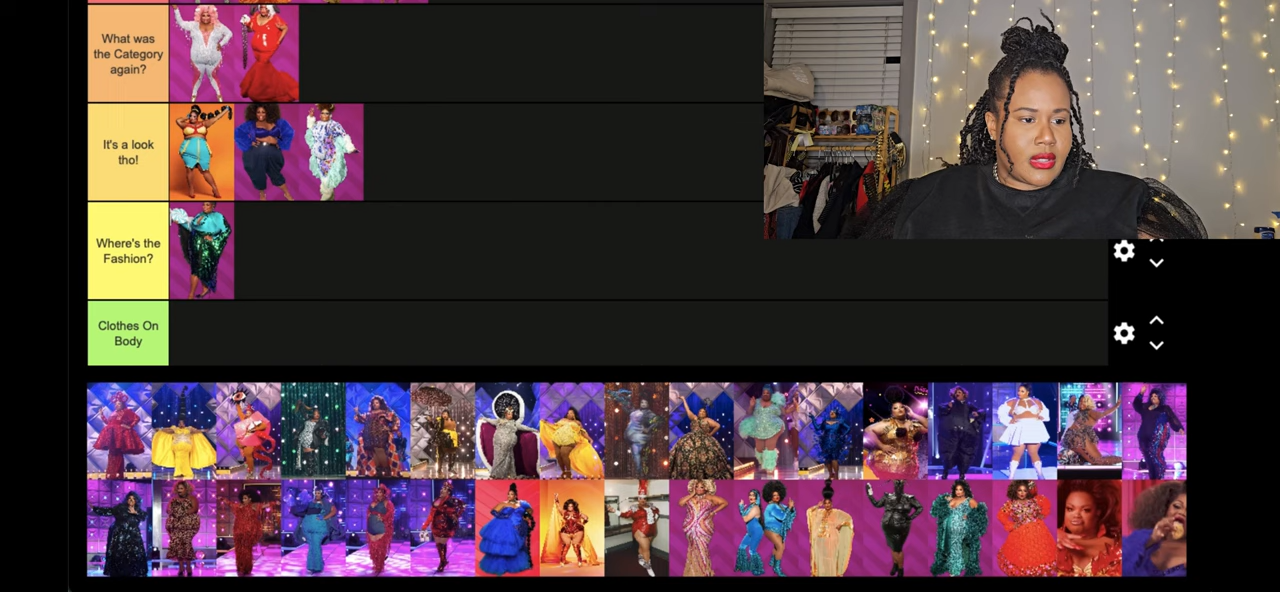 What was
the Category
again?
It's a look
tho!
Where's the
Fashion?
Clothes On
Body